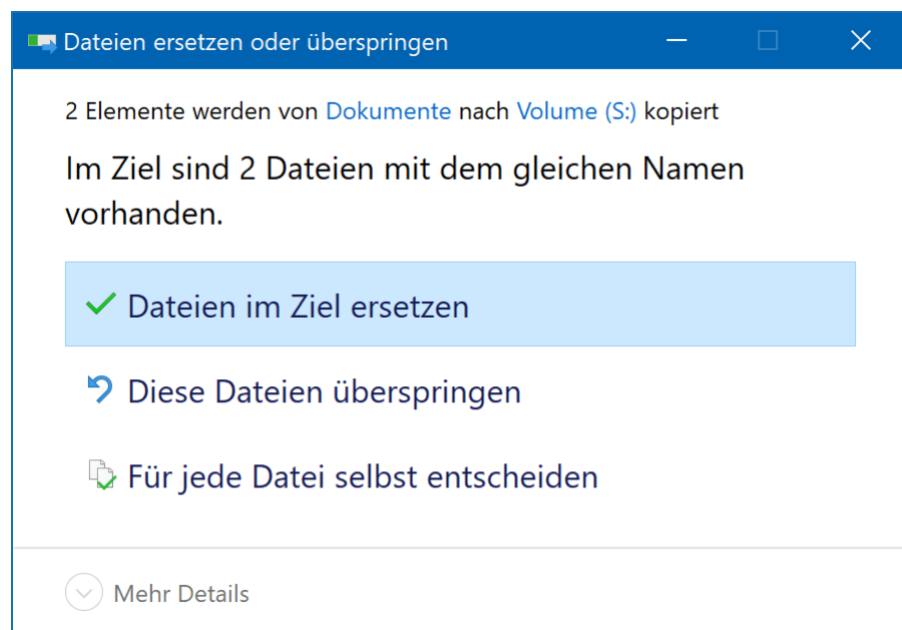 Dateien ersetzen oder überspringen
2 Elemente werden von Dokumente nach Volume (S:) kopiert
Im Ziel sind 2 Dateien mit dem gleichen Namen
vorhanden.
Dateien im Ziel ersetzen
Diese Dateien überspringen
Für jede Datei selbst entscheiden
Mehr Details